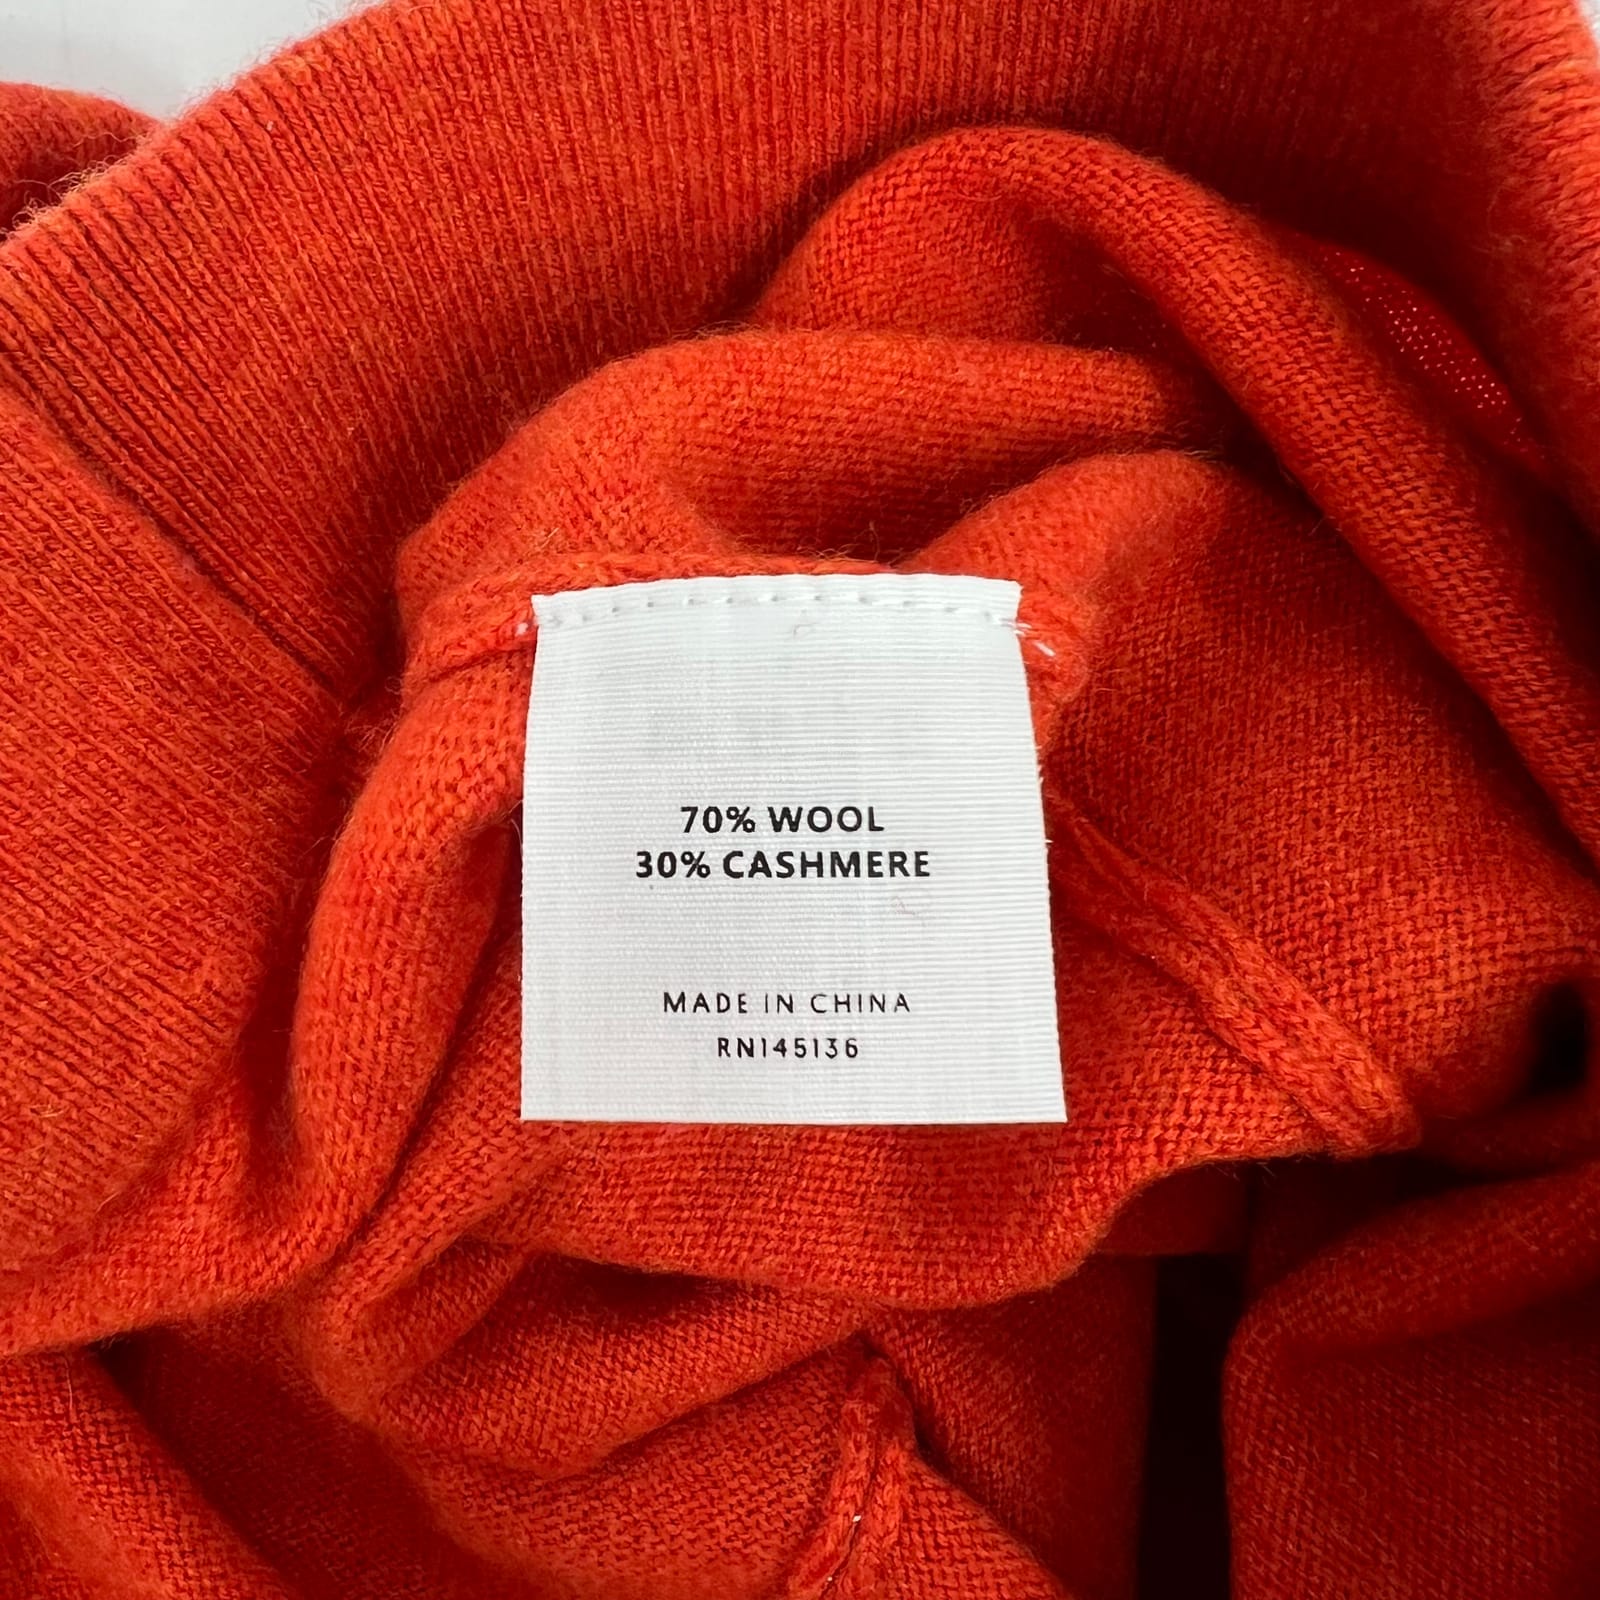 70% WOOL
30% CASHMERE
MADE IN CHINA
RN145136